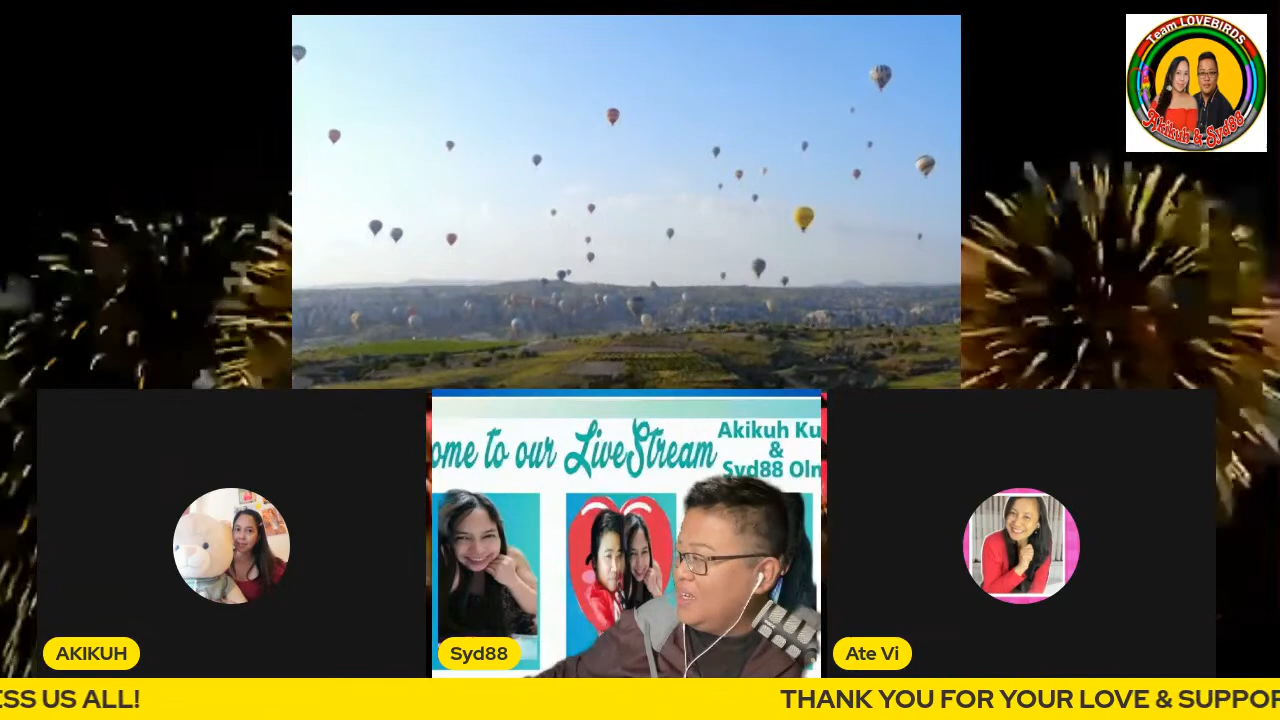 Team LOVEBIRDS
Akikuh & Syd88
ome to our LiveStream
Akikuh Ku
&
Syd88 Olm
AKIKUH
Syd88
Ate Vi
ESS US ALL!
THANK YOU FOR YOUR LOVE & SUPPOR